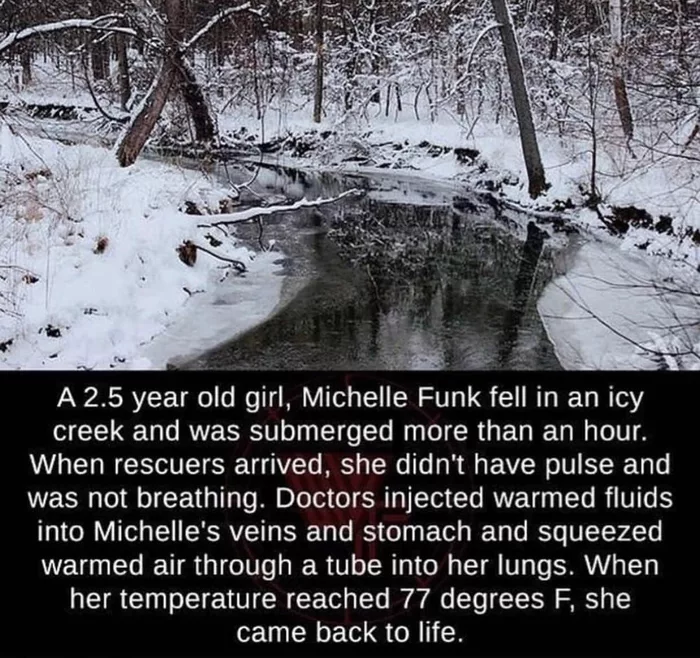 A 2.5 year old girl, Michelle Funk fell in an icy
creek and was submerged more than an hour.
When rescuers arrived, she didn't have pulse and
was not breathing. Doctors injected warmed fluids
into Michelle's veins and stomach and squeezed
warmed air through a tube into her lungs. When
her temperature reached 77 degrees F, she
came back to life.